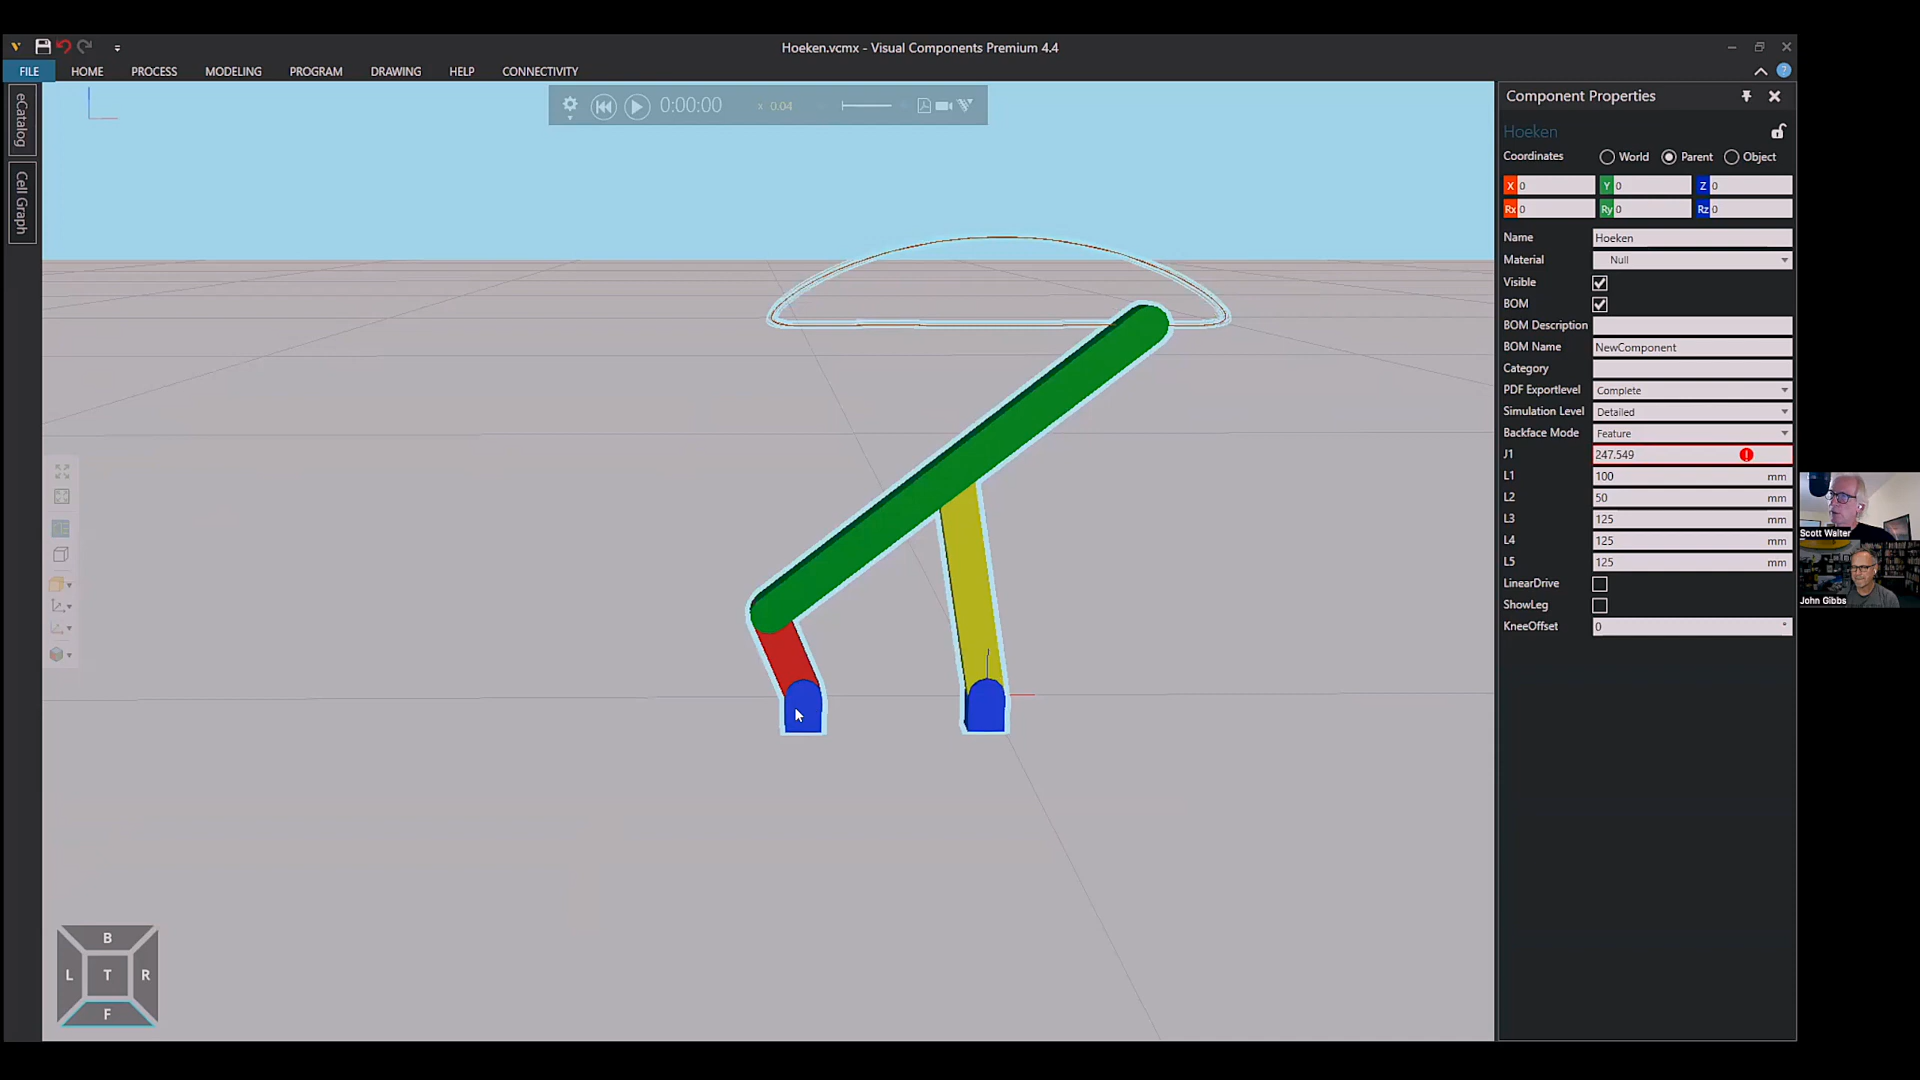 Hoeken.vcmx - Visual Components Premium 4.4
FILE HOME PROCESS MODELING PROGRAM DRAWING HELP CONNECTIVITY
eCatalog
Cell Graph
0:00:00 x 0.04
Component Properties
Hoeken
Coordinates World Parent Object
X 0 Y 0 Z 0
Rx 0 Ry 0 Rz 0
Name Hoeken
Material Null
Visible
BOM
BOM Description
BOM Name NewComponent
Category
PDF Exportlevel Complete
Simulation Level Detailed
Backface Mode Feature
J1 247.549
L1 100 mm
L2 50 mm
L3 125 mm
L4 125 mm
L5 125 mm
LinearDrive
ShowLeg
KneeOffset 0 °
Scott Walter
John Gibbs
B
L T R
F